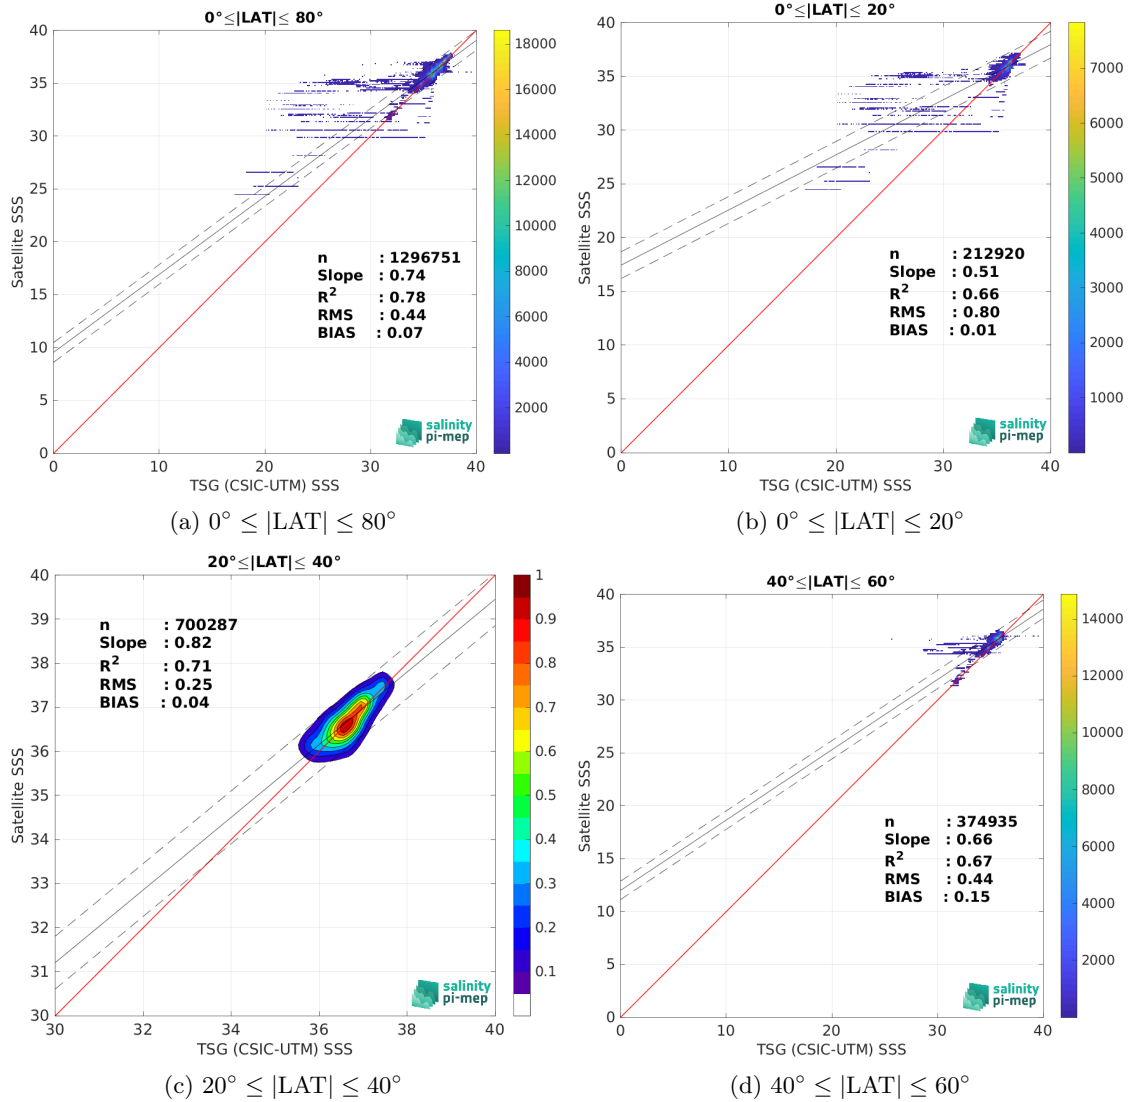 0°≤|LAT|≤ 80°
40
35
30
25
20
15
10
5
0
0
10
20
30
40
Satellite SSS
TSG (CSIC-UTM) SSS
n : 1296751
Slope : 0.74
R² : 0.78
RMS : 0.44
BIAS : 0.07
salinity
pi-mep
18000
16000
14000
12000
10000
8000
6000
4000
2000
(a) 0° ≤ |LAT| ≤ 80°
0°≤|LAT|≤ 20°
40
35
30
25
20
15
10
5
0
0
10
20
30
40
Satellite SSS
TSG (CSIC-UTM) SSS
n : 212920
Slope : 0.51
R² : 0.66
RMS : 0.80
BIAS : 0.01
salinity
pi-mep
7000
6000
5000
4000
3000
2000
1000
(b) 0° ≤ |LAT| ≤ 20°
20°≤|LAT|≤ 40°
40
39
38
37
36
35
34
33
32
31
30
30
32
34
36
38
40
Satellite SSS
TSG (CSIC-UTM) SSS
n : 700287
Slope : 0.82
R² : 0.71
RMS : 0.25
BIAS : 0.04
salinity
pi-mep
1
0.9
0.8
0.7
0.6
0.5
0.4
0.3
0.2
0.1
(c) 20° ≤ |LAT| ≤ 40°
40°≤|LAT|≤ 60°
40
35
30
25
20
15
10
5
0
0
10
20
30
40
Satellite SSS
TSG (CSIC-UTM) SSS
n : 374935
Slope : 0.66
R² : 0.67
RMS : 0.44
BIAS : 0.15
salinity
pi-mep
14000
12000
10000
8000
6000
4000
2000
(d) 40° ≤ |LAT| ≤ 60°